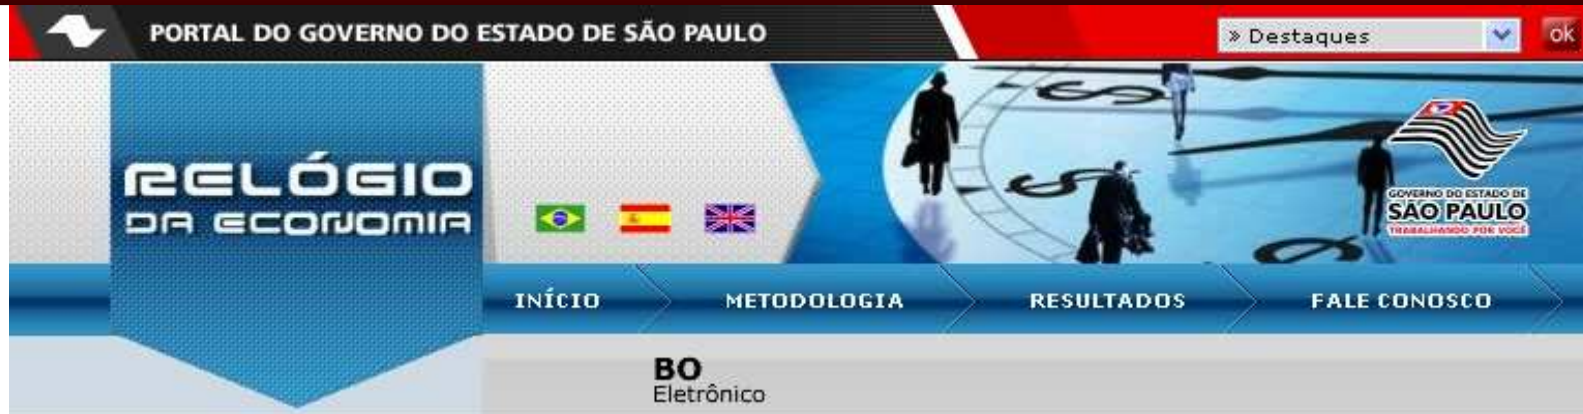 PORTAL DO GOVERNO DO ESTADO DE SÃO PAULO
» Destaques
ok
RELÓGIO
DA ECONOMIA
GOVERNO DO ESTADO DE
SÃO PAULO
TRABALHANDO POR VOCÊ
INÍCIO
METODOLOGIA
RESULTADOS
FALE CONOSCO
BO
Eletrônico